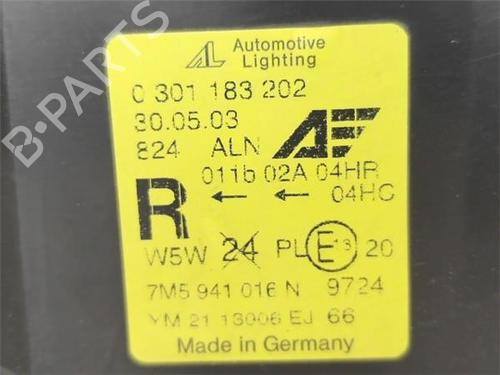 B-PARTS
AL Automotive Lighting
0 301 183 202
30.05.03
824 ALN
011b 02A 04HR
R ← ← 04HC
W5W 24 PL E13 20
7M5 941 016 N 9724
YM 21 13006 EJ 66
Made in Germany